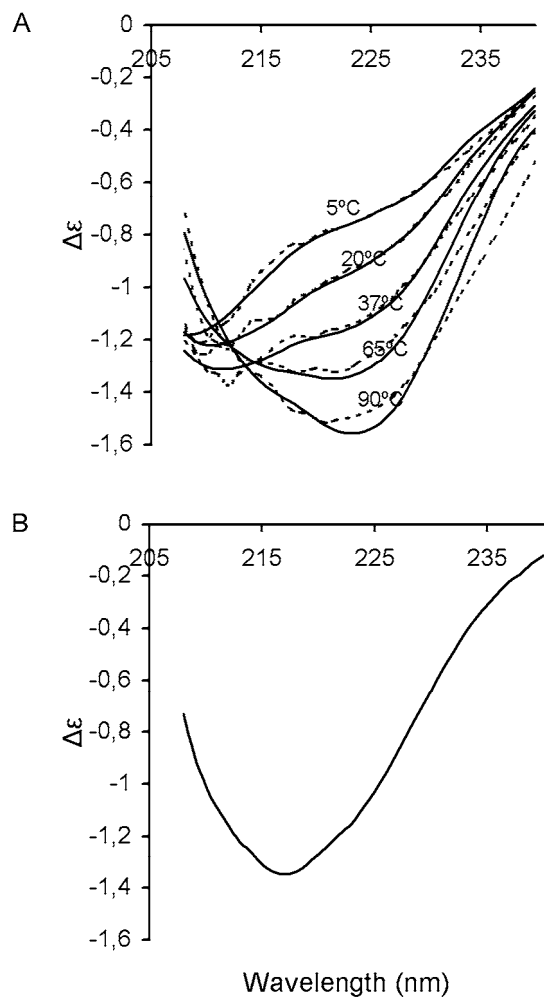 A
0
205 215 225 235
-0,2
-0,4
-0,6
-0,8
-1
-1,2
-1,4
-1,6
Δε
5ºC
20ºC
37ºC
65ºC
90ºC
B
0
205 215 225 235
-0,2
-0,4
-0,6
-0,8
-1
-1,2
-1,4
-1,6
Δε
Wavelength (nm)